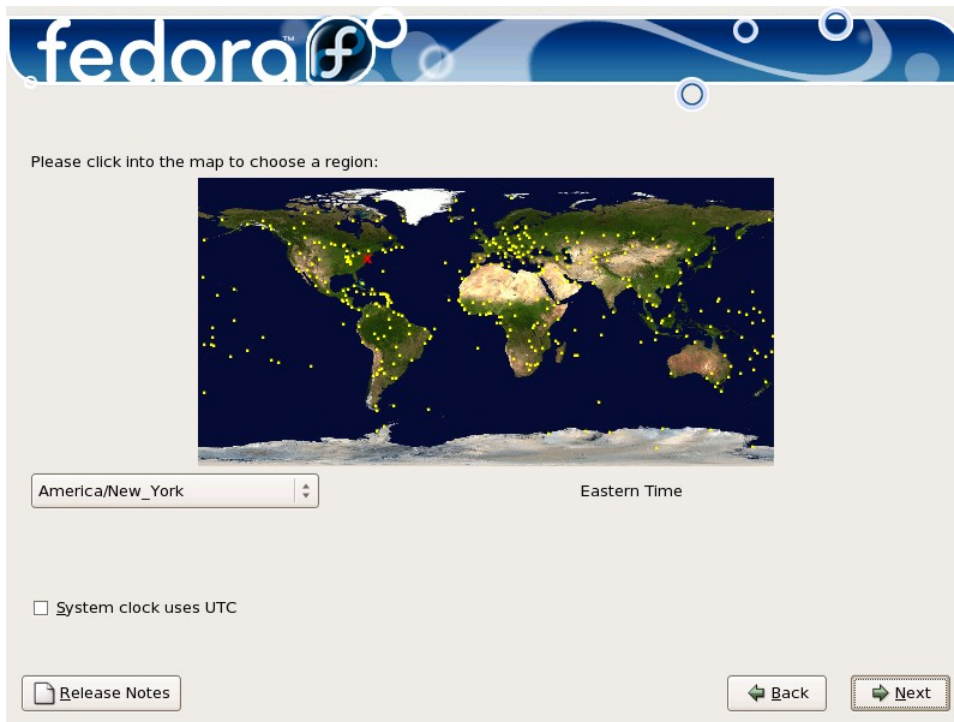 fedora™
Please click into the map to choose a region:
America/New_York
Eastern Time
System clock uses UTC
Release Notes
Back
Next